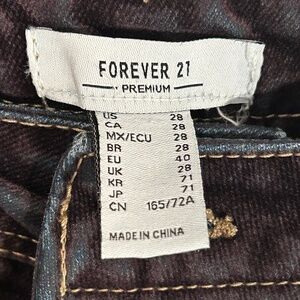 FOREVER 21
PREMIUM
US 28
CA 28
MX/ECU 28
BR 28
EU 40
UK 28
KR 71
JP 71
CN 165/72A
MADE IN CHINA